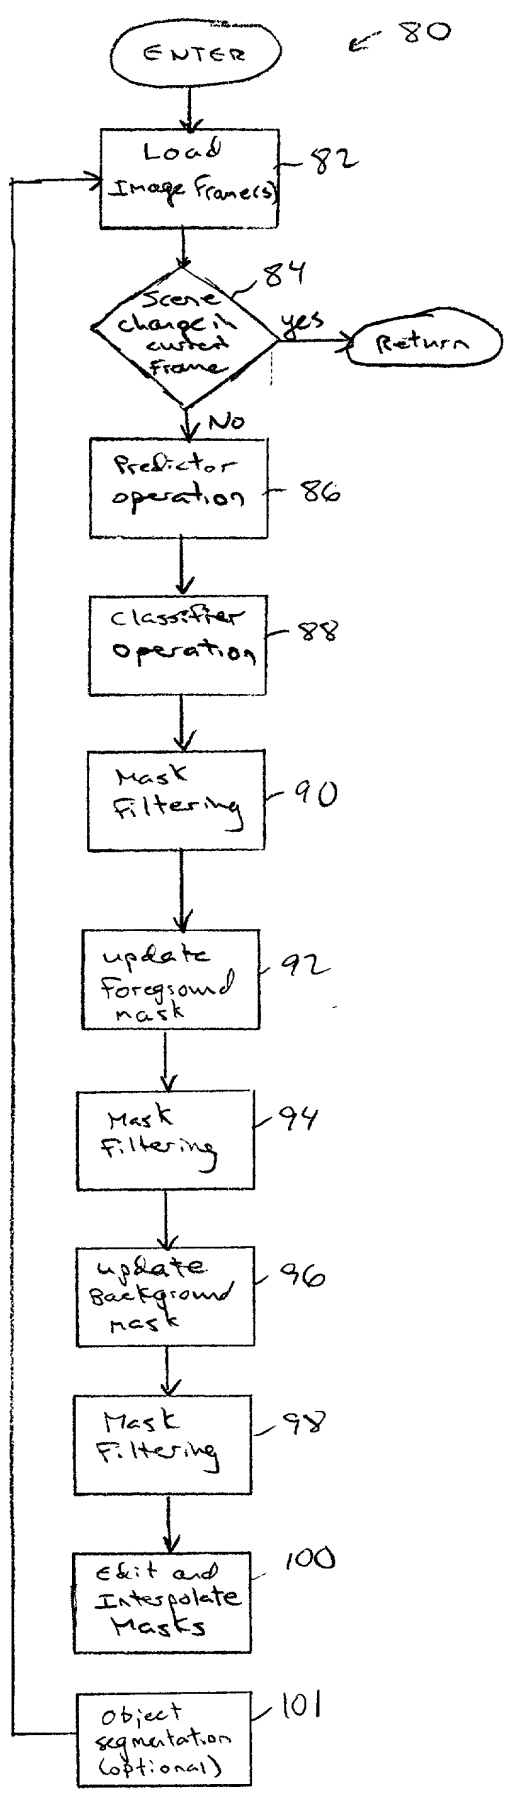 ENTER
80
Load
Image Frame(s)
82
84
Scene
change in
current
Frame
yes
Return
No
Predictor
operation
86
Classifier
operation
88
Mask
Filtering
90
update
Foreground
mask
92
Mask
Filtering
94
update
Background
mask
96
Mask
Filtering
98
Edit and
Interpolate
Masks
100
Object
segmentation
(optional)
101